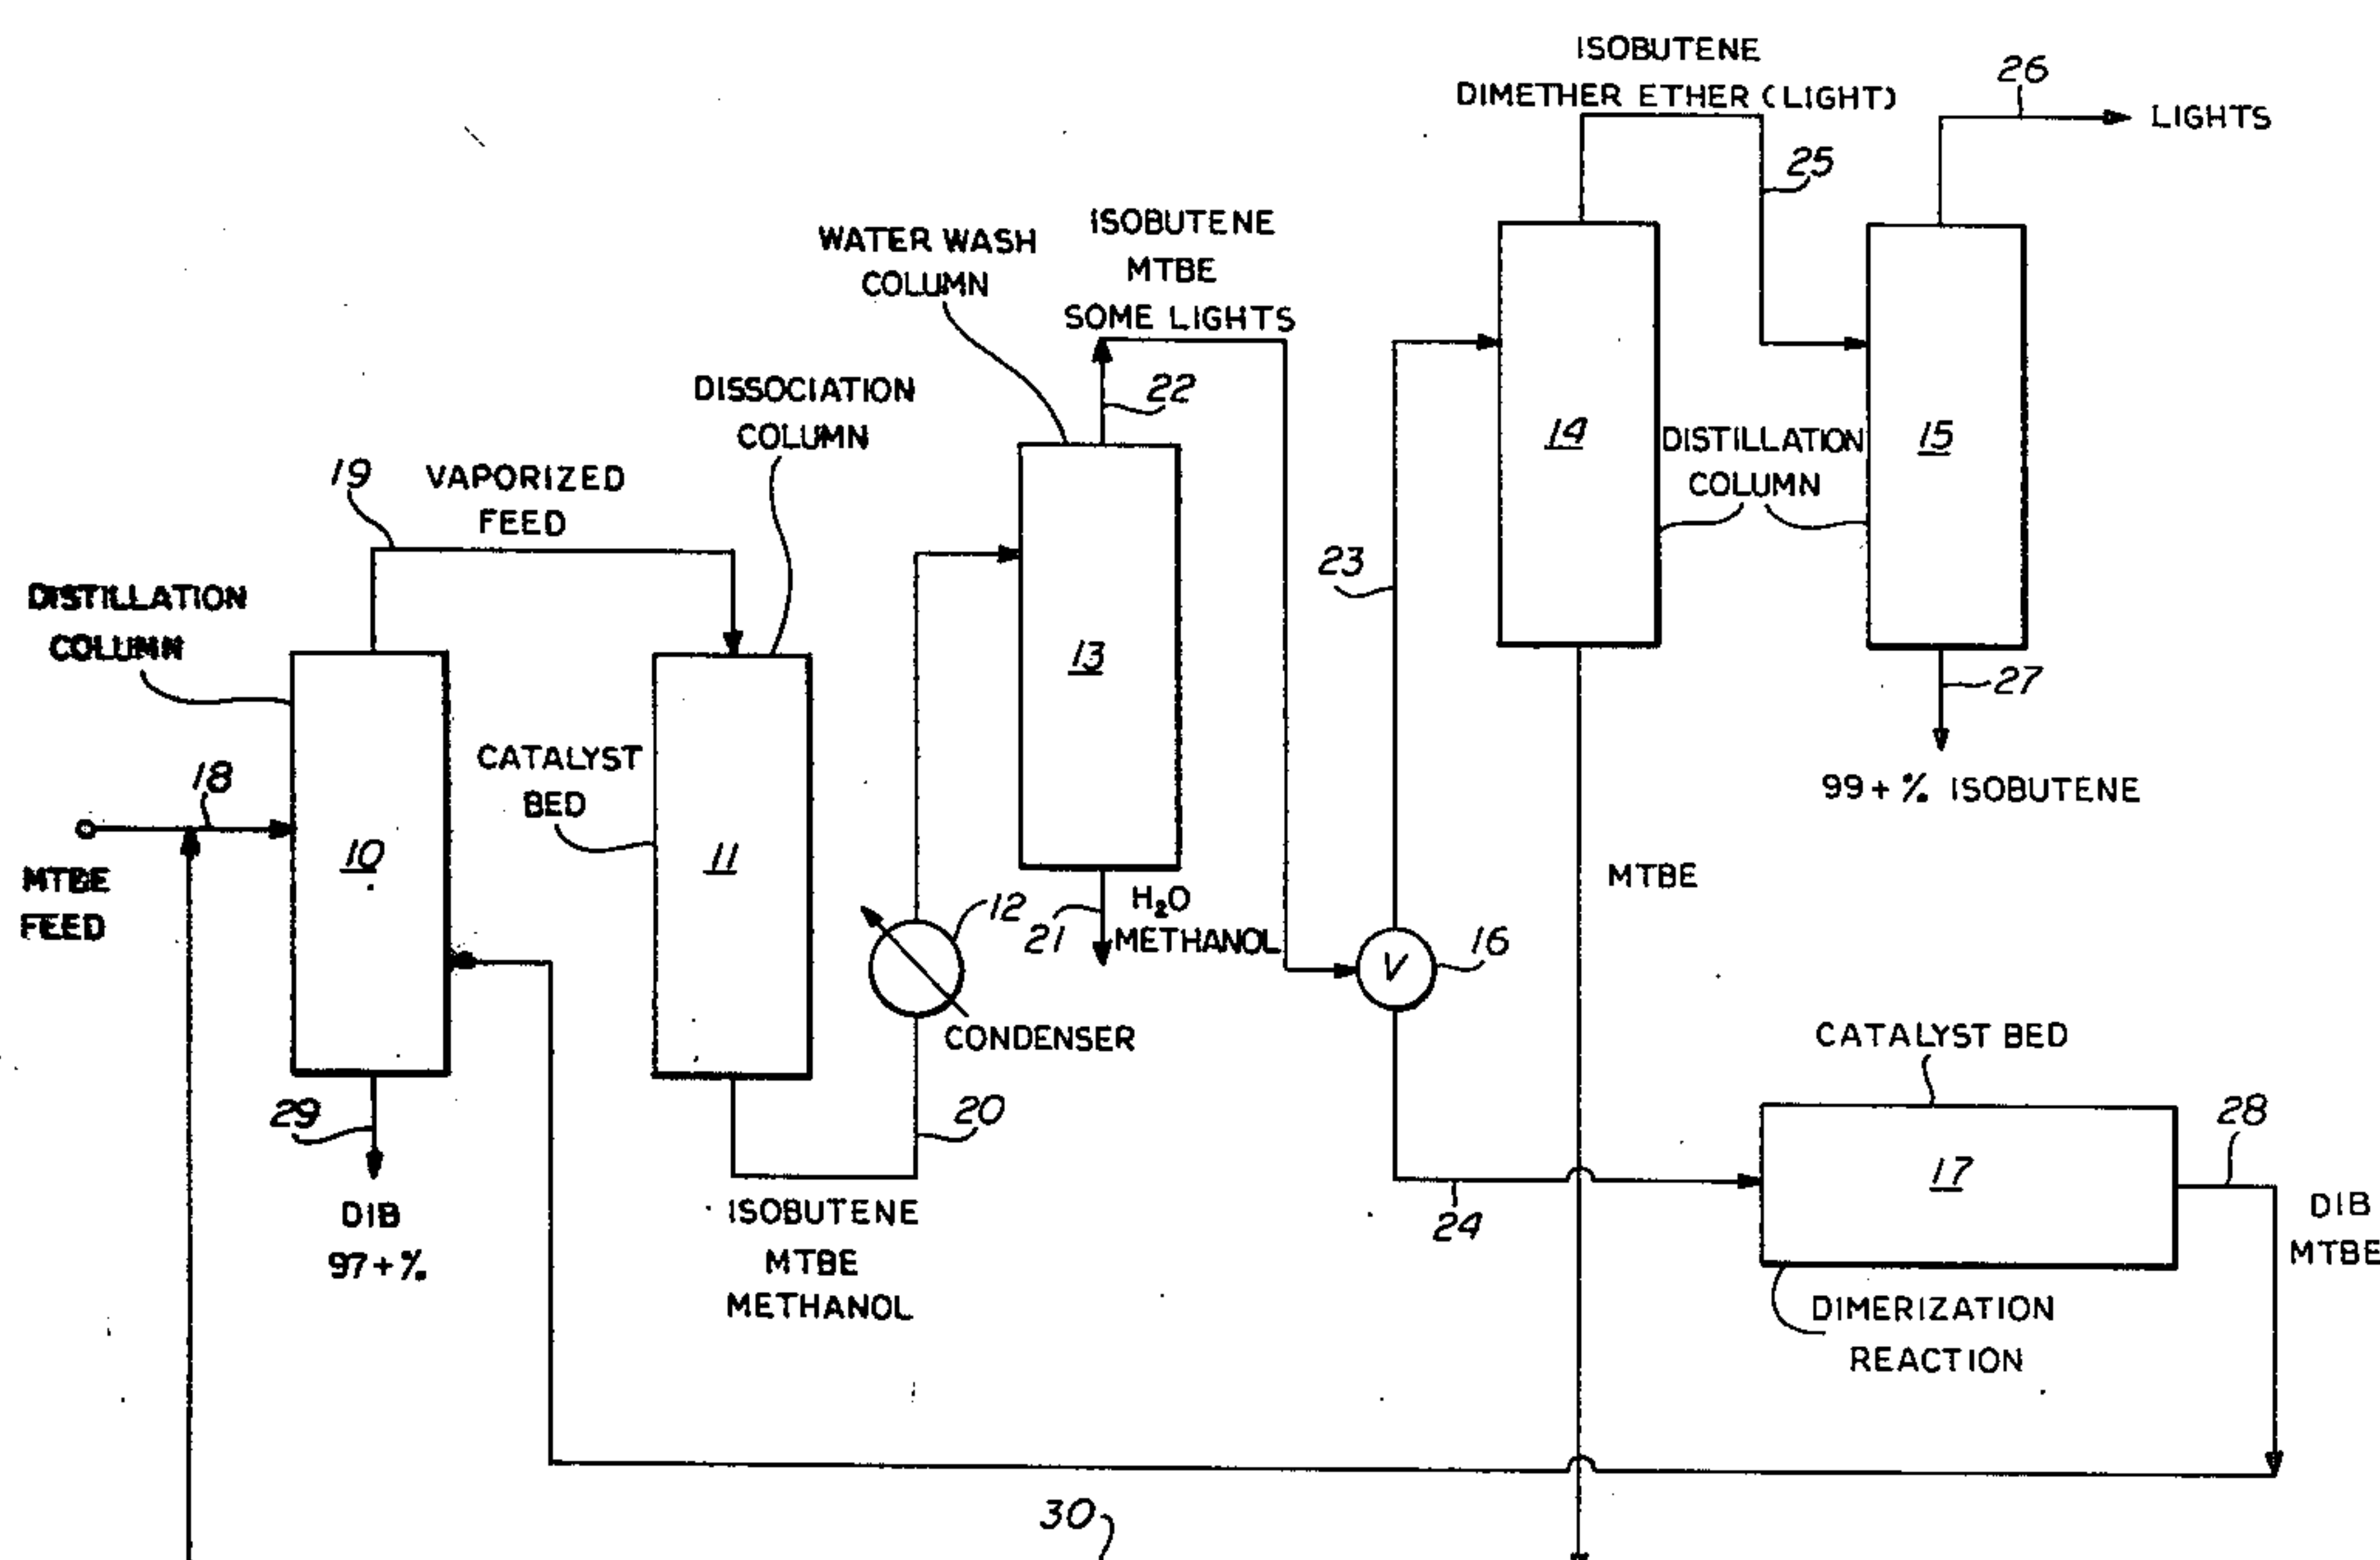 ISOBUTENE
DIMETHER ETHER (LIGHT)
26
LIGHTS
25
WATER WASH
COLUMN
ISOBUTENE
MTBE
SOME LIGHTS
22
DISSOCIATION
COLUMN
14
DISTILLATION
COLUMN
15
19
VAPORIZED
FEED
23
DISTILLATION
COLUMN
13
27
99+% ISOBUTENE
18
CATALYST
BED
10
11
MTBE
FEED
MTBE
12
21
H₂O
METHANOL
V
16
CONDENSER
CATALYST BED
29
20
17
28
DIB
97+%
ISOBUTENE
MTBE
METHANOL
24
DIB
MTBE
DIMERIZATION
REACTION
30